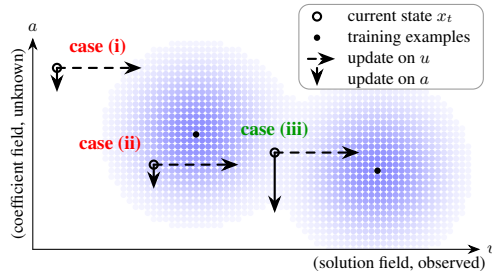 a
(coefficient field, unknown)
case (i)
case (ii)
case (iii)
current state x_t
training examples
update on u
update on a
(solution field, observed)